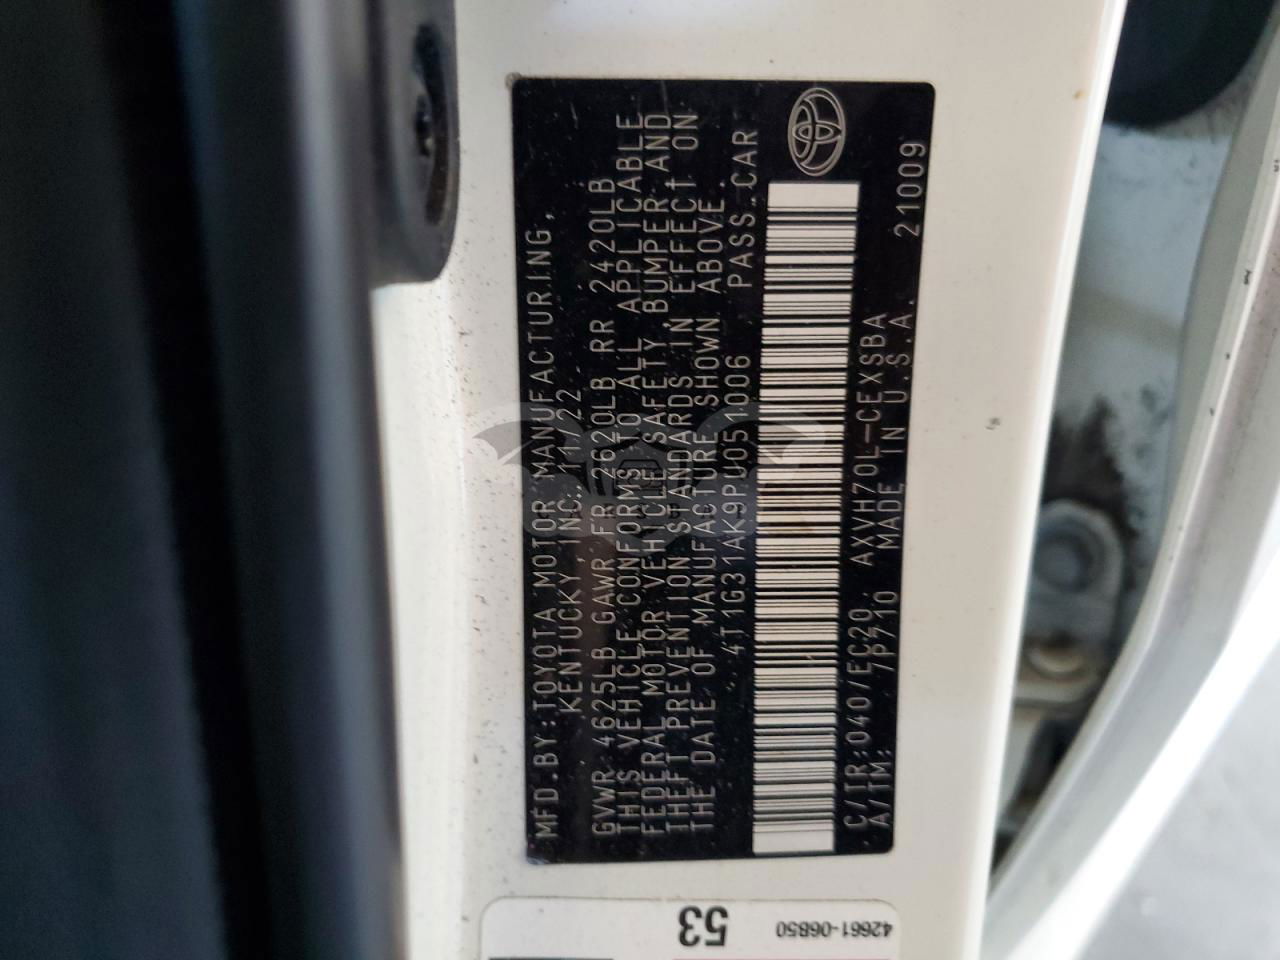 MFD.BY:TOYOTA MOTOR MANUFACTURING,
KENTUCKY,INC. 11/22
GVWR 4625LB GAWR FR 2620LB RR 2420LB
THIS VEHICLE CONFORMS TO ALL APPLICABLE
FEDERAL MOTOR VEHICLE SAFETY, BUMPER AND
THEFT PREVENTION STANDARDS IN EFFECT ON
THE DATE OF MANUFACTURE SHOWN ABOVE.
4T1G31AK9PU051006 PASS.CAR
C/TR:040/EC20 AXVH70L-CEXSBA
A/TM: /P710 MADE IN U.S.A. 21009
53
42661-06B50